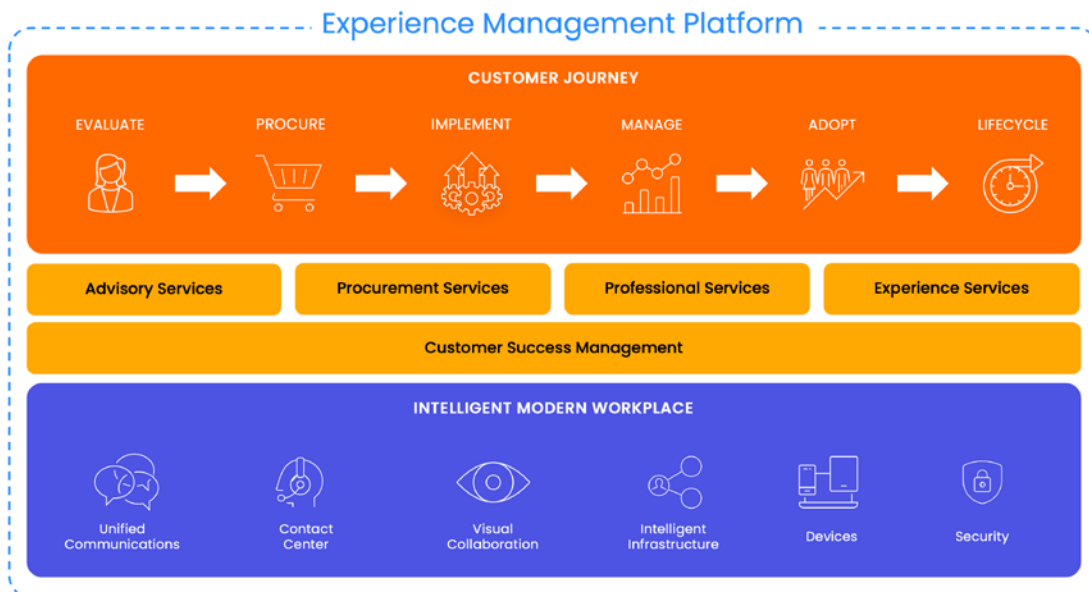 Experience Management Platform
CUSTOMER JOURNEY
EVALUATE
PROCURE
IMPLEMENT
MANAGE
ADOPT
LIFECYCLE
Advisory Services
Procurement Services
Professional Services
Experience Services
Customer Success Management
INTELLIGENT MODERN WORKPLACE
Unified
Communications
Contact
Center
Visual
Collaboration
Intelligent
Infrastructure
Devices
Security